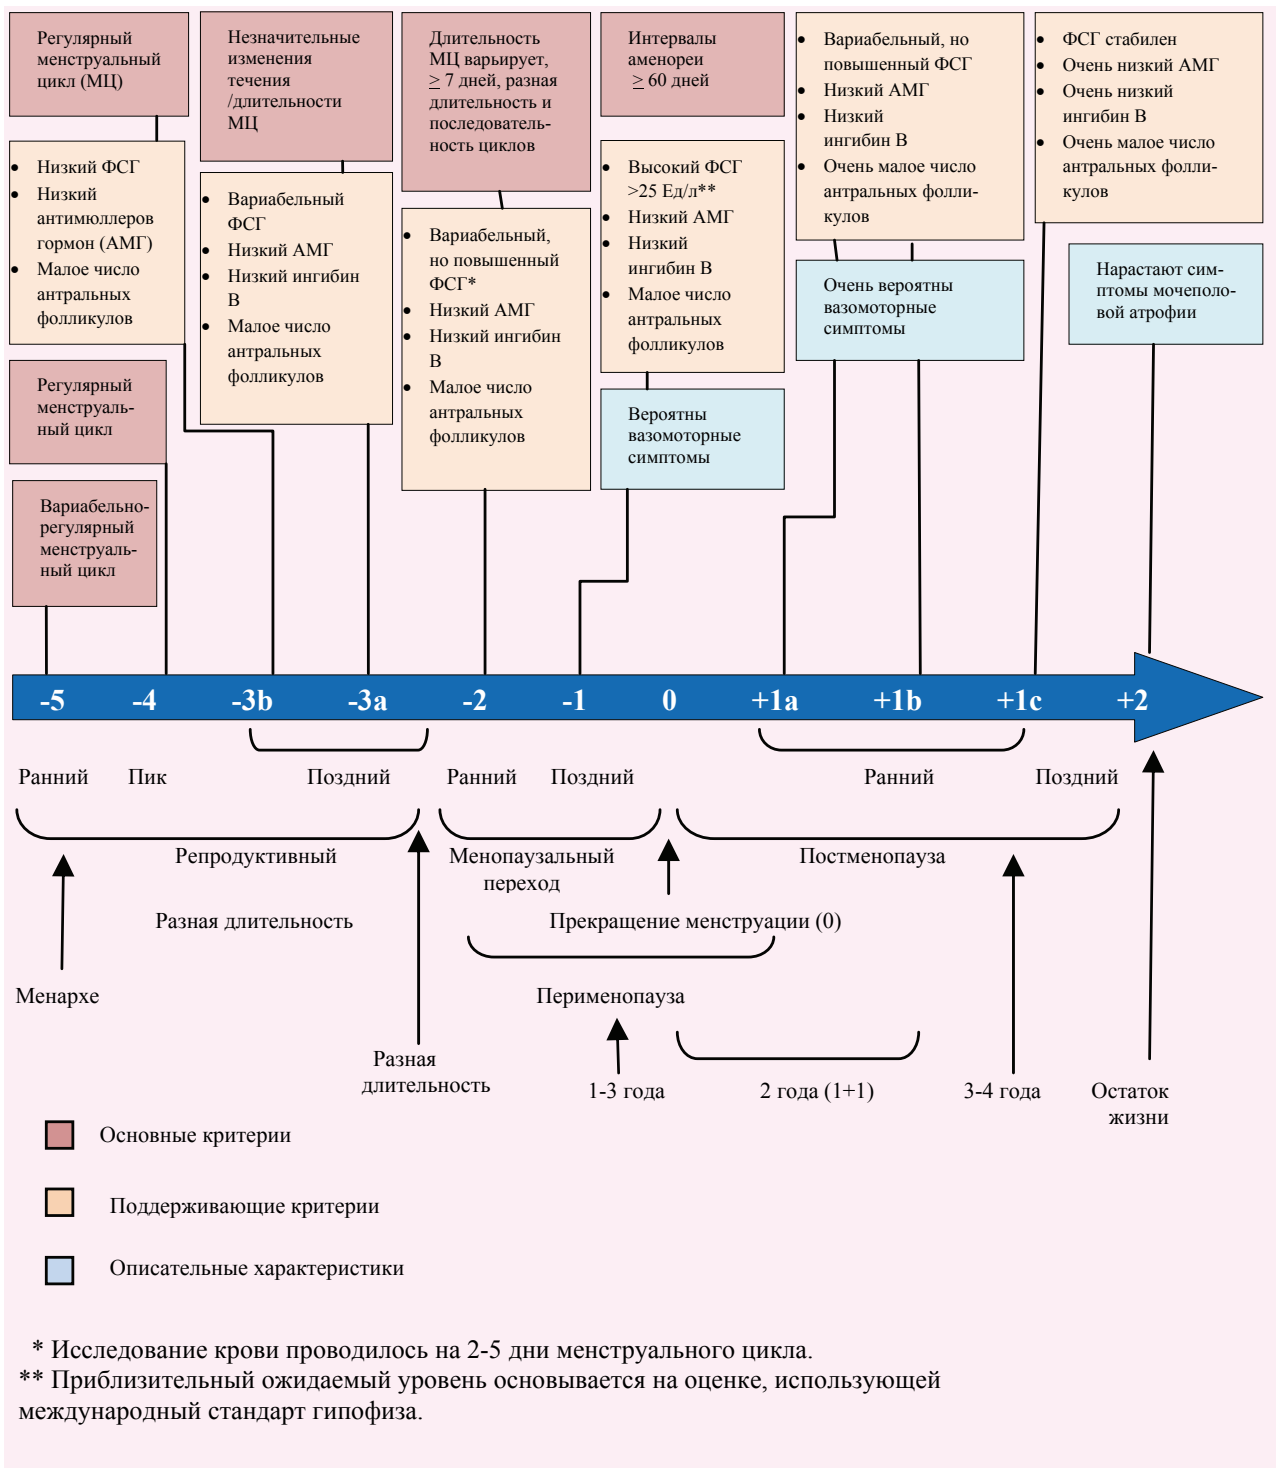 Регулярный
менструальный
цикл (МЦ)
• Низкий ФСГ
• Низкий
антимюллеров
гормон (АМГ)
• Малое число
антральных
фолликулов
Регулярный
менструаль-
ный цикл
Вариабельно-
регулярный
менструаль-
ный цикл
Незначительные
изменения
течения
/длительности
МЦ
• Вариабельный
ФСГ
• Низкий АМГ
• Низкий ингибин
В
• Малое число
антральных
фолликулов
Длительность
МЦ варьирует,
≥ 7 дней, разная
длительность и
последователь-
ность циклов
• Вариабельный,
но повышенный
ФСГ*
• Низкий АМГ
• Низкий ингибин
В
• Малое число
антральных
фолликулов
Интервалы
аменореи
≥ 60 дней
• Высокий ФСГ
>25 Ед/л**
• Низкий АМГ
• Низкий
ингибин В
• Малое число
антральных
фолликулов
Вероятны
вазомоторные
симптомы
• Вариабельный, но
повышенный ФСГ
• Низкий АМГ
• Низкий
ингибин В
• Очень малое число
антральных фолли-
кулов
Очень вероятны
вазомоторные
симптомы
• ФСГ стабилен
• Очень низкий АМГ
• Очень низкий
ингибин В
• Очень малое число
антральных фолли-
кулов
Нарастают сим-
птомы мочеполо-
вой атрофии
-5 -4 -3b -3a -2 -1 0 +1a +1b +1c +2
Ранний Пик Поздний Ранний Поздний Ранний Поздний
Репродуктивный
Менопаузальный
переход
Постменопауза
Разная длительность
Прекращение менструации (0)
Менархе
Перименопауза
Разная
длительность
1-3 года
2 года (1+1)
3-4 года
Остаток
жизни
Основные критерии
Поддерживающие критерии
Описательные характеристики
* Исследование крови проводилось на 2-5 дни менструального цикла.
** Приблизительный ожидаемый уровень основывается на оценке, использующей
международный стандарт гипофиза.